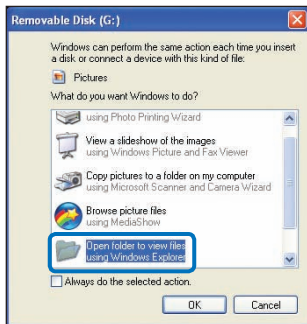 Removable Disk (G:)
Windows can perform the same action each time you insert
a disk or connect a device with this kind of file:
Pictures
What do you want Windows to do?
using Photo Printing Wizard
View a slideshow of the images
using Windows Picture and Fax Viewer
Copy pictures to a folder on my computer
using Microsoft Scanner and Camera Wizard
Browse picture files
using MediaShow
Open folder to view files
using Windows Explorer
Always do the selected action.
OK
Cancel